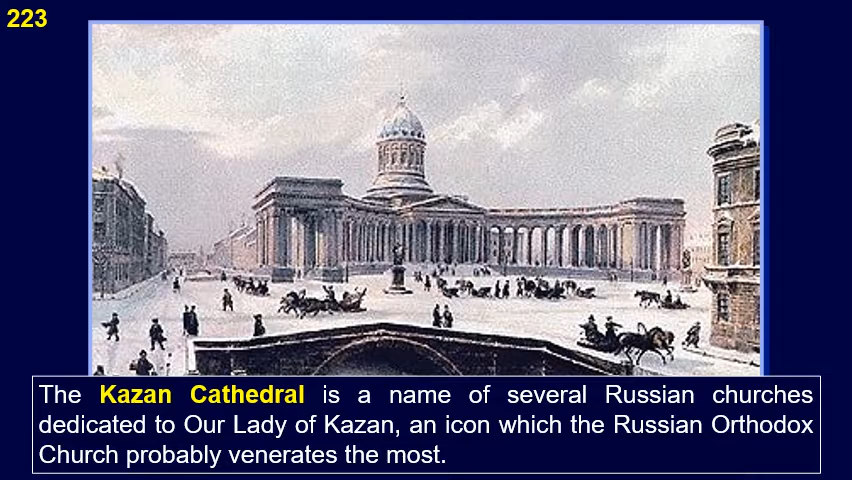 223
The Kazan Cathedral is a name of several Russian churches
dedicated to Our Lady of Kazan, an icon which the Russian Orthodox
Church probably venerates the most.